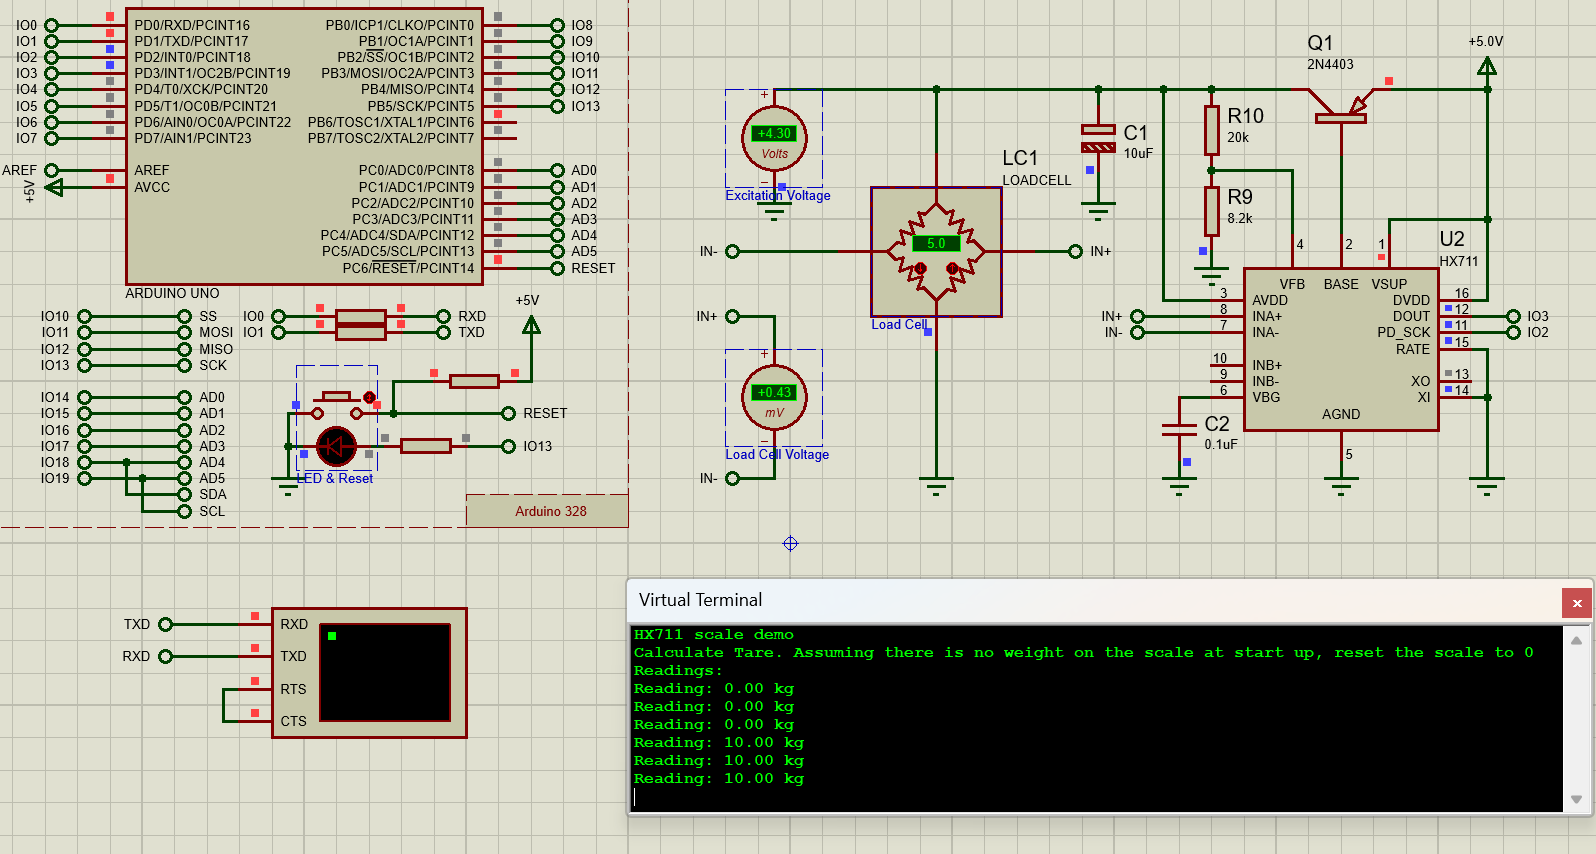 IO0 PD0/RXD/PCINT16 PB0/ICP1/CLKO/PCINT0 IO8
IO1 PD1/TXD/PCINT17 PB1/OC1A/PCINT1 IO9
IO2 PD2/INT0/PCINT18 PB2/SS/OC1B/PCINT2 IO10
IO3 PD3/INT1/OC2B/PCINT19 PB3/MOSI/OC2A/PCINT3 IO11
IO4 PD4/T0/XCK/PCINT20 PB4/MISO/PCINT4 IO12
IO5 PD5/T1/OC0B/PCINT21 PB5/SCK/PCINT5 IO13
IO6 PD6/AIN0/OC0A/PCINT22 PB6/TOSC1/XTAL1/PCINT6
IO7 PD7/AIN1/PCINT23 PB7/TOSC2/XTAL2/PCINT7
AREF AREF PC0/ADC0/PCINT8 AD0
+5V AVCC PC1/ADC1/PCINT9 AD1
PC2/ADC2/PCINT10 AD2
PC3/ADC3/PCINT11 AD3
PC4/ADC4/SDA/PCINT12 AD4
PC5/ADC5/SCL/PCINT13 AD5
PC6/RESET/PCINT14 RESET
ARDUINO UNO
IO10 SS
IO11 MOSI
IO12 MISO
IO13 SCK
IO14 AD0
IO15 AD1
IO16 AD2
IO17 AD3
IO18 AD4
IO19 AD5
SDA
SCL
IO0 RXD
IO1 TXD
+5V
RESET
IO13
LED & Reset
Arduino 328
+
+4.30
Volts
−
Excitation Voltage
IN-
LC1
LOADCELL
5.0
IN+
Load Cell
IN+
+
+0.43
mV
−
Load Cell Voltage
IN-
C1
10uF
R10
20k
R9
8.2k
Q1
2N4403
+5.0V
U2
HX711
4 2 1
VFB BASE VSUP
3 AVDD DVDD 16
IN+ 8 INA+ DOUT 12 IO3
IN- 7 INA- PD_SCK 11 IO2
RATE 15
10 INB+
9 INB- XO 13
6 VBG XI 14
AGND
5
C2
0.1uF
TXD RXD
RXD TXD
RTS
CTS
Virtual Terminal
HX711 scale demo
Calculate Tare. Assuming there is no weight on the scale at start up, reset the scale to 0
Readings:
Reading: 0.00 kg
Reading: 0.00 kg
Reading: 0.00 kg
Reading: 10.00 kg
Reading: 10.00 kg
Reading: 10.00 kg